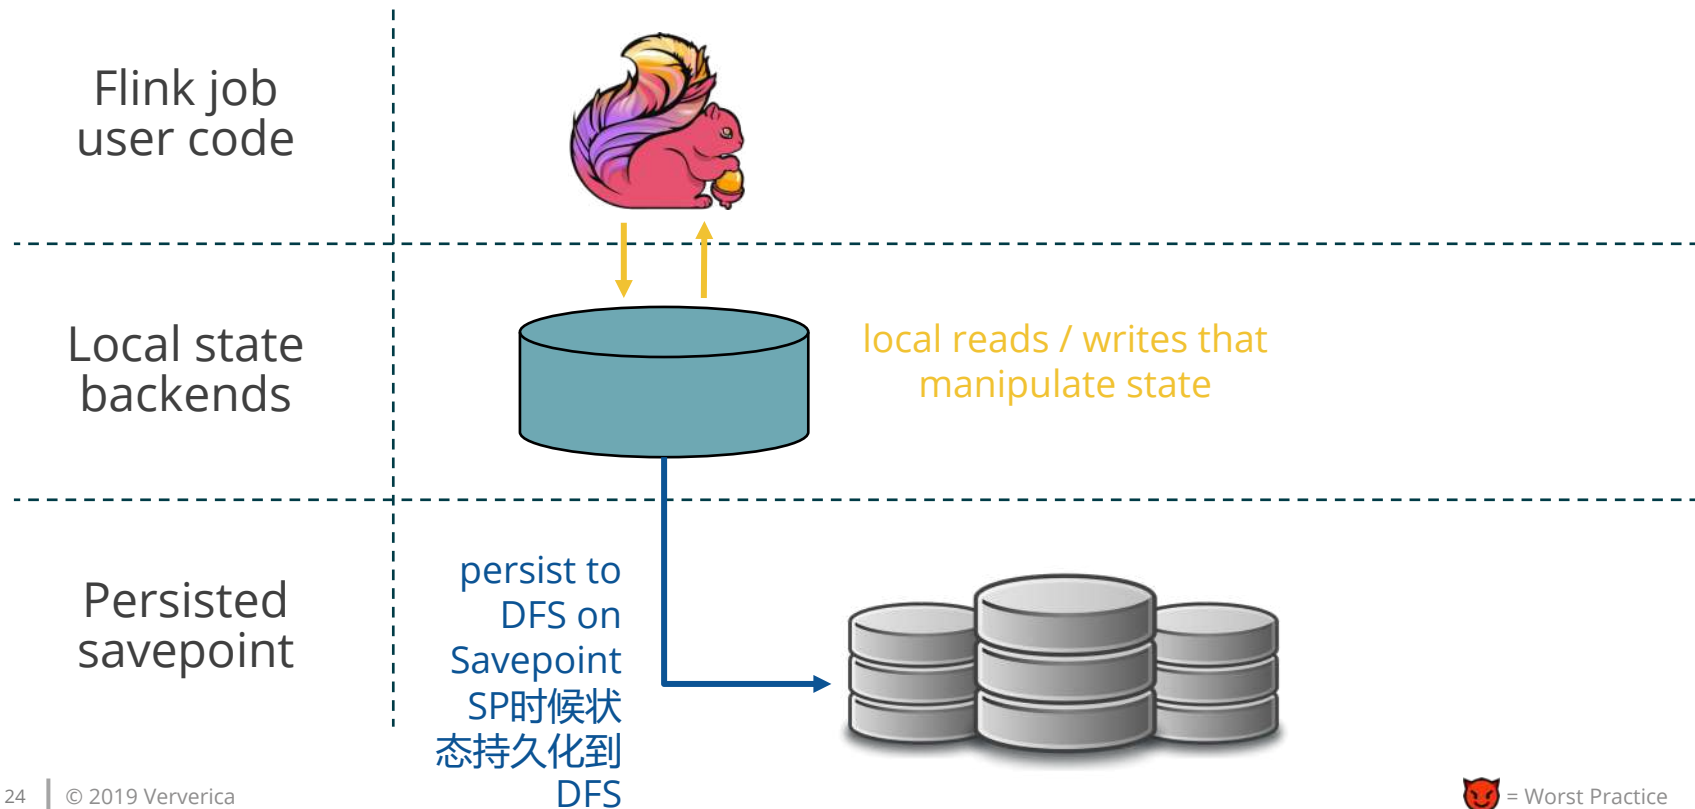 Flink job
user code
Local state
backends
local reads / writes that
manipulate state
Persisted
savepoint
persist to
DFS on
Savepoint
SP时候状
态持久化到
DFS
24
© 2019 Ververica
= Worst Practice